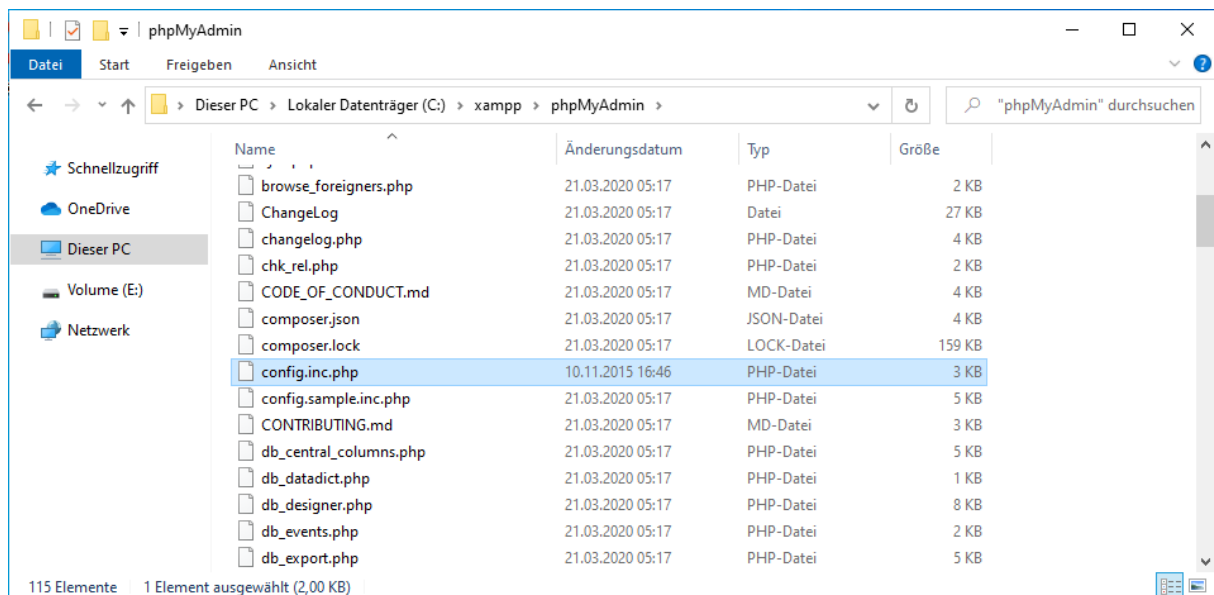 phpMyAdmin
Datei Start Freigeben Ansicht
Dieser PC > Lokaler Datenträger (C:) > xampp > phpMyAdmin > "phpMyAdmin" durchsuchen
Name Änderungsdatum Typ Größe
Schnellzugriff
OneDrive
Dieser PC
Volume (E:)
Netzwerk
browse_foreigners.php 21.03.2020 05:17 PHP-Datei 2 KB
ChangeLog 21.03.2020 05:17 Datei 27 KB
changelog.php 21.03.2020 05:17 PHP-Datei 4 KB
chk_rel.php 21.03.2020 05:17 PHP-Datei 2 KB
CODE_OF_CONDUCT.md 21.03.2020 05:17 MD-Datei 4 KB
composer.json 21.03.2020 05:17 JSON-Datei 4 KB
composer.lock 21.03.2020 05:17 LOCK-Datei 159 KB
config.inc.php 10.11.2015 16:46 PHP-Datei 3 KB
config.sample.inc.php 21.03.2020 05:17 PHP-Datei 5 KB
CONTRIBUTING.md 21.03.2020 05:17 MD-Datei 3 KB
db_central_columns.php 21.03.2020 05:17 PHP-Datei 5 KB
db_datadict.php 21.03.2020 05:17 PHP-Datei 1 KB
db_designer.php 21.03.2020 05:17 PHP-Datei 8 KB
db_events.php 21.03.2020 05:17 PHP-Datei 2 KB
db_export.php 21.03.2020 05:17 PHP-Datei 5 KB
115 Elemente 1 Element ausgewählt (2,00 KB)